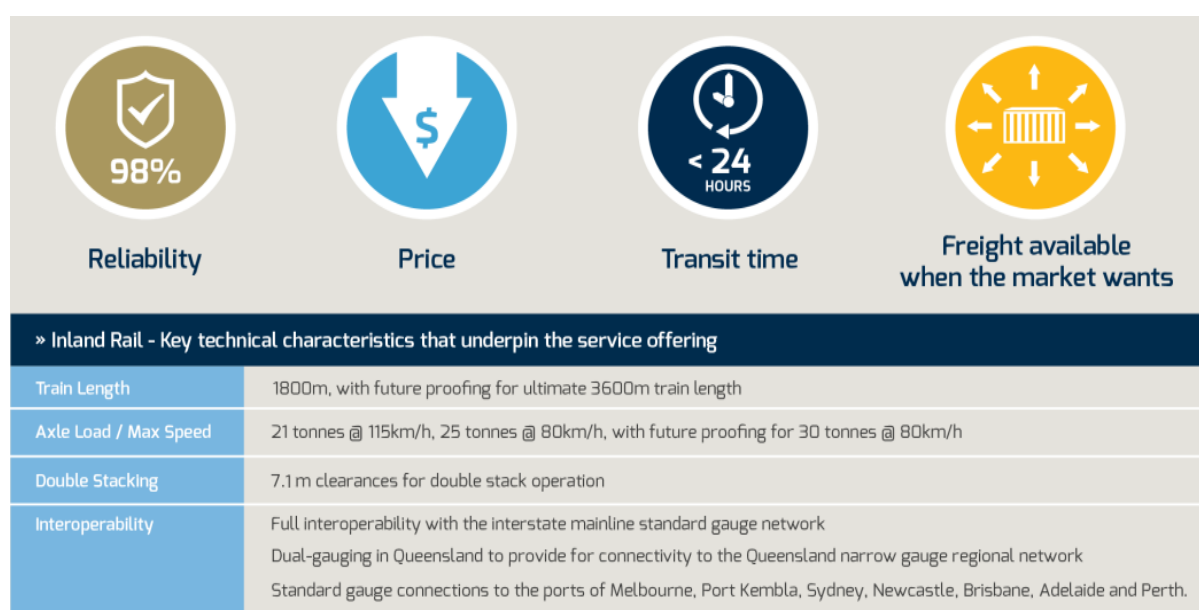 98%
Reliability
$
Price
< 24
HOURS
Transit time
Freight available
when the market wants
» Inland Rail - Key technical characteristics that underpin the service offering
Train Length 1800m, with future proofing for ultimate 3600m train length
Axle Load / Max Speed 21 tonnes @ 115km/h, 25 tonnes @ 80km/h, with future proofing for 30 tonnes @ 80km/h
Double Stacking 7.1 m clearances for double stack operation
Interoperability Full interoperability with the interstate mainline standard gauge network
Dual-gauging in Queensland to provide for connectivity to the Queensland narrow gauge regional network
Standard gauge connections to the ports of Melbourne, Port Kembla, Sydney, Newcastle, Brisbane, Adelaide and Perth.